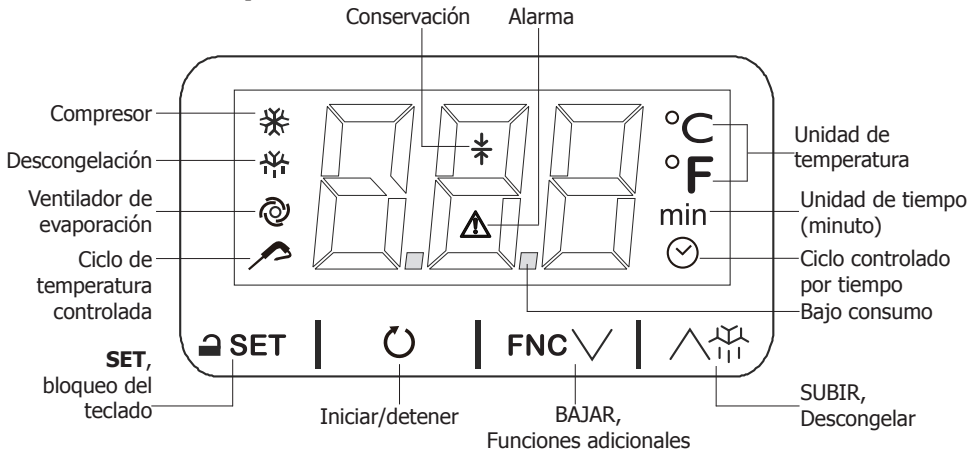 Conservación
Alarma
Compresor
Descongelación
Ventilador de
evaporación
Ciclo de
temperatura
controlada
°C
°F
min
Unidad de
temperatura
Unidad de tiempo
(minuto)
Ciclo controlado
por tiempo
Bajo consumo
SET
FNC
SET,
bloqueo del
teclado
Iniciar/detener
BAJAR,
Funciones adicionales
SUBIR,
Descongelar